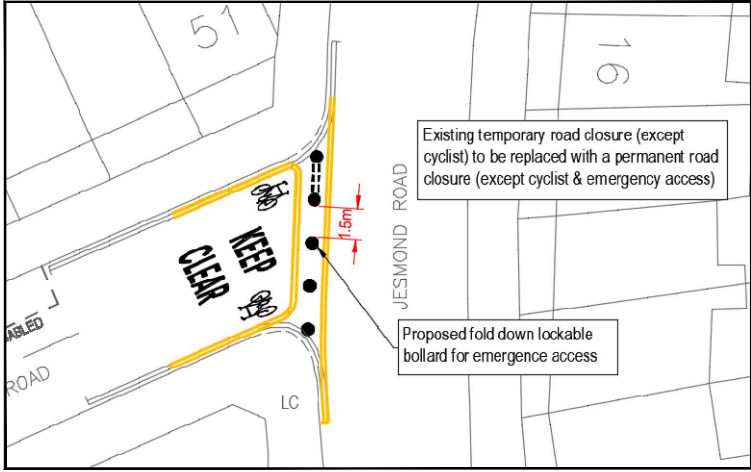 51
16
Existing temporary road closure (except
cyclist) to be replaced with a permanent road
closure (except cyclist & emergency access)
1.5m
KEEP
CLEAR
JESMOND ROAD
Proposed fold down lockable
bollard for emergence access
ABLED
ROAD
LC